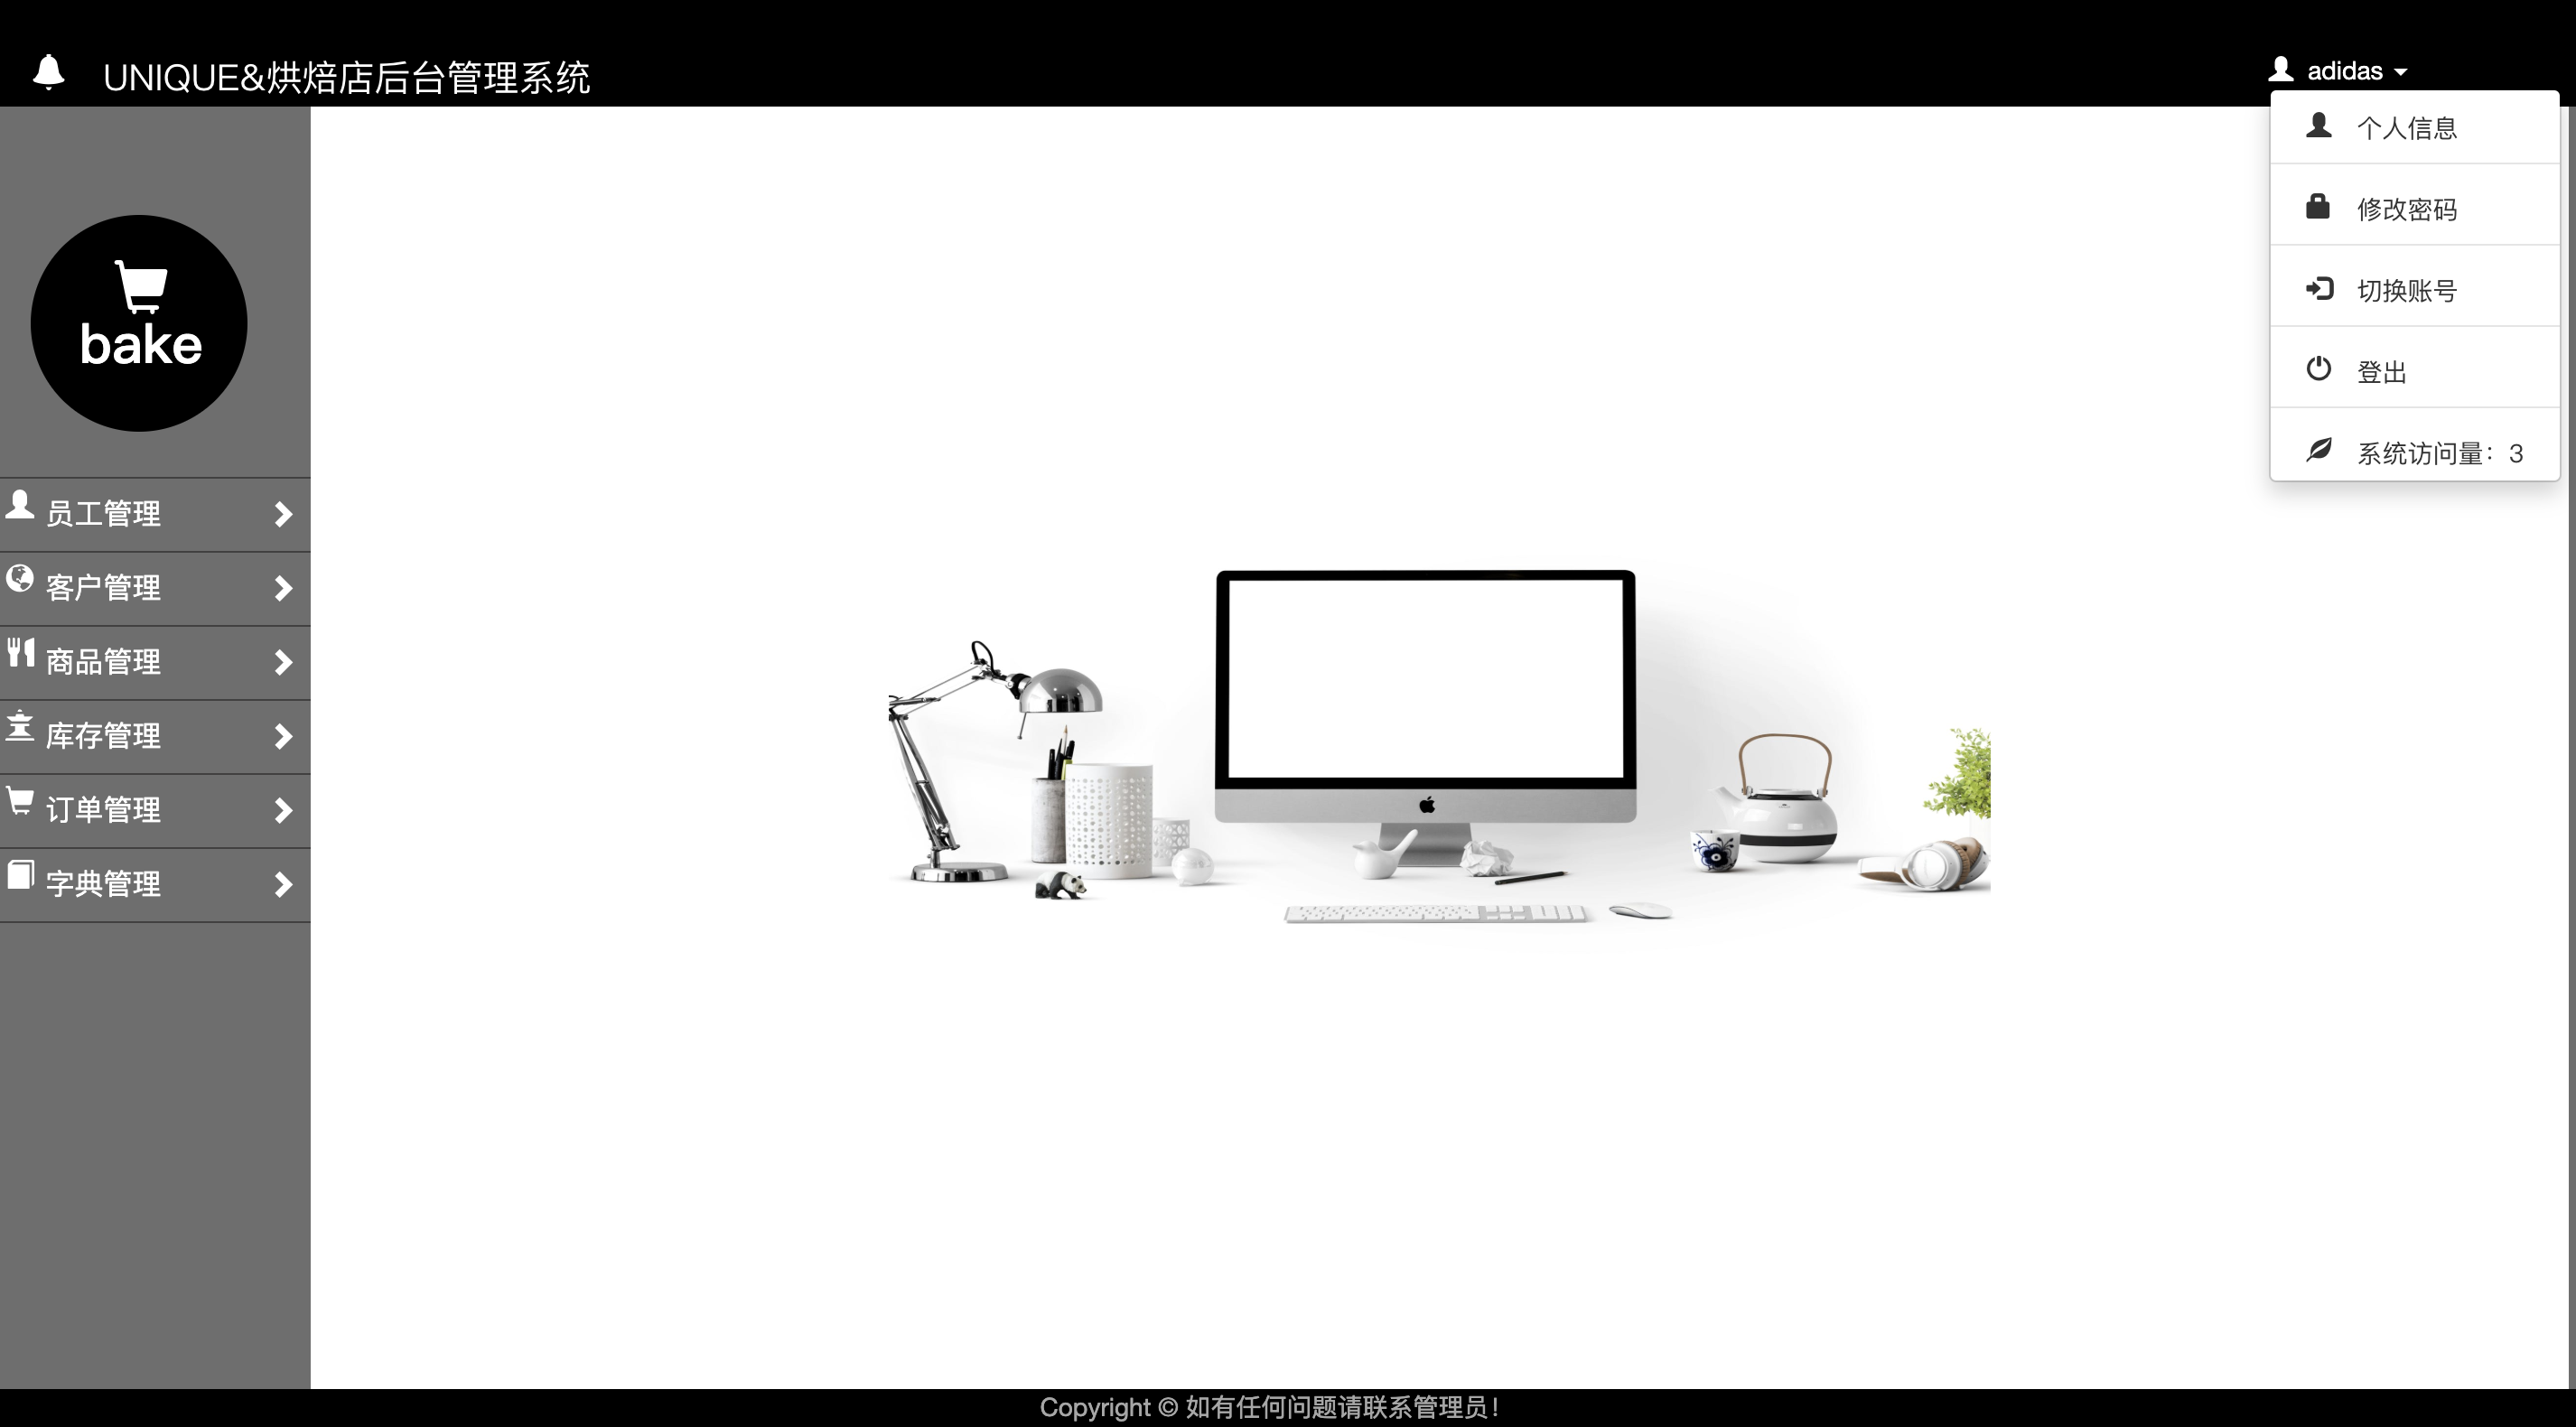 UNIQUE&烘焙店后台管理系统
adidas
个人信息
修改密码
切换账号
登出
系统访问量：3
bake
员工管理
客户管理
商品管理
库存管理
订单管理
字典管理
Copyright © 如有任何问题请联系管理员！